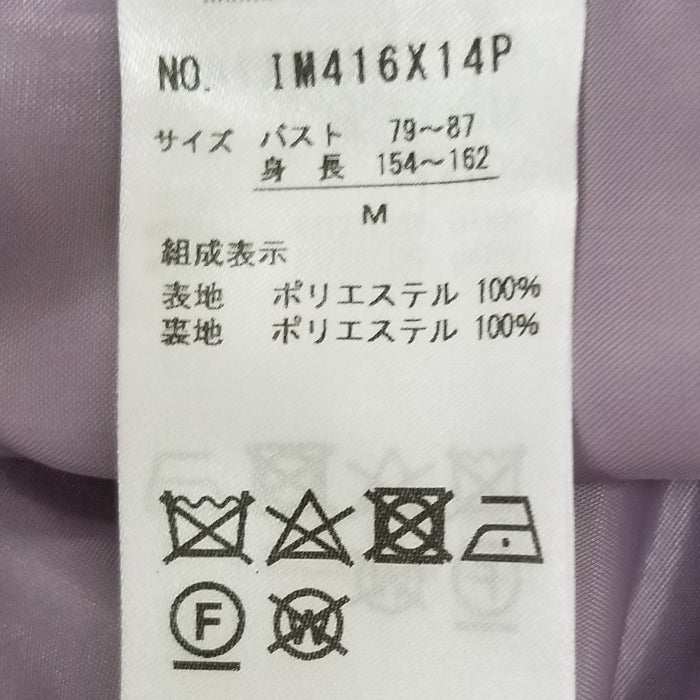 NO. IM416X14P
サイズ バスト 79～87
身長 154～162
M
組成表示
表地 ポリエステル 100%
裏地 ポリエステル 100%
F
W